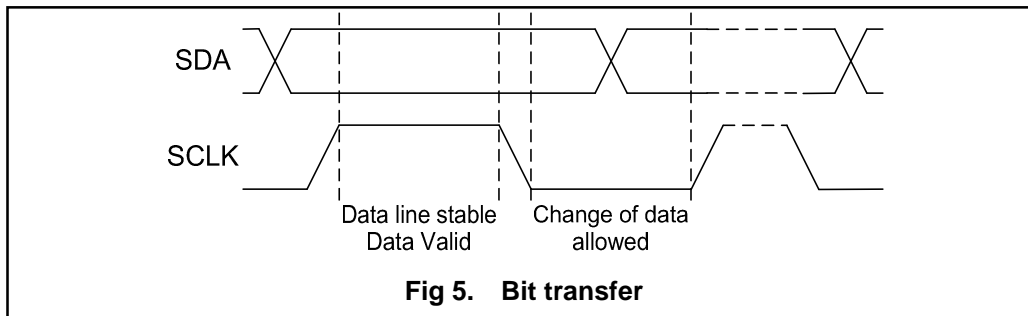 SDA
SCLK
Data line stable
Data Valid
Change of data
allowed
Fig 5. Bit transfer